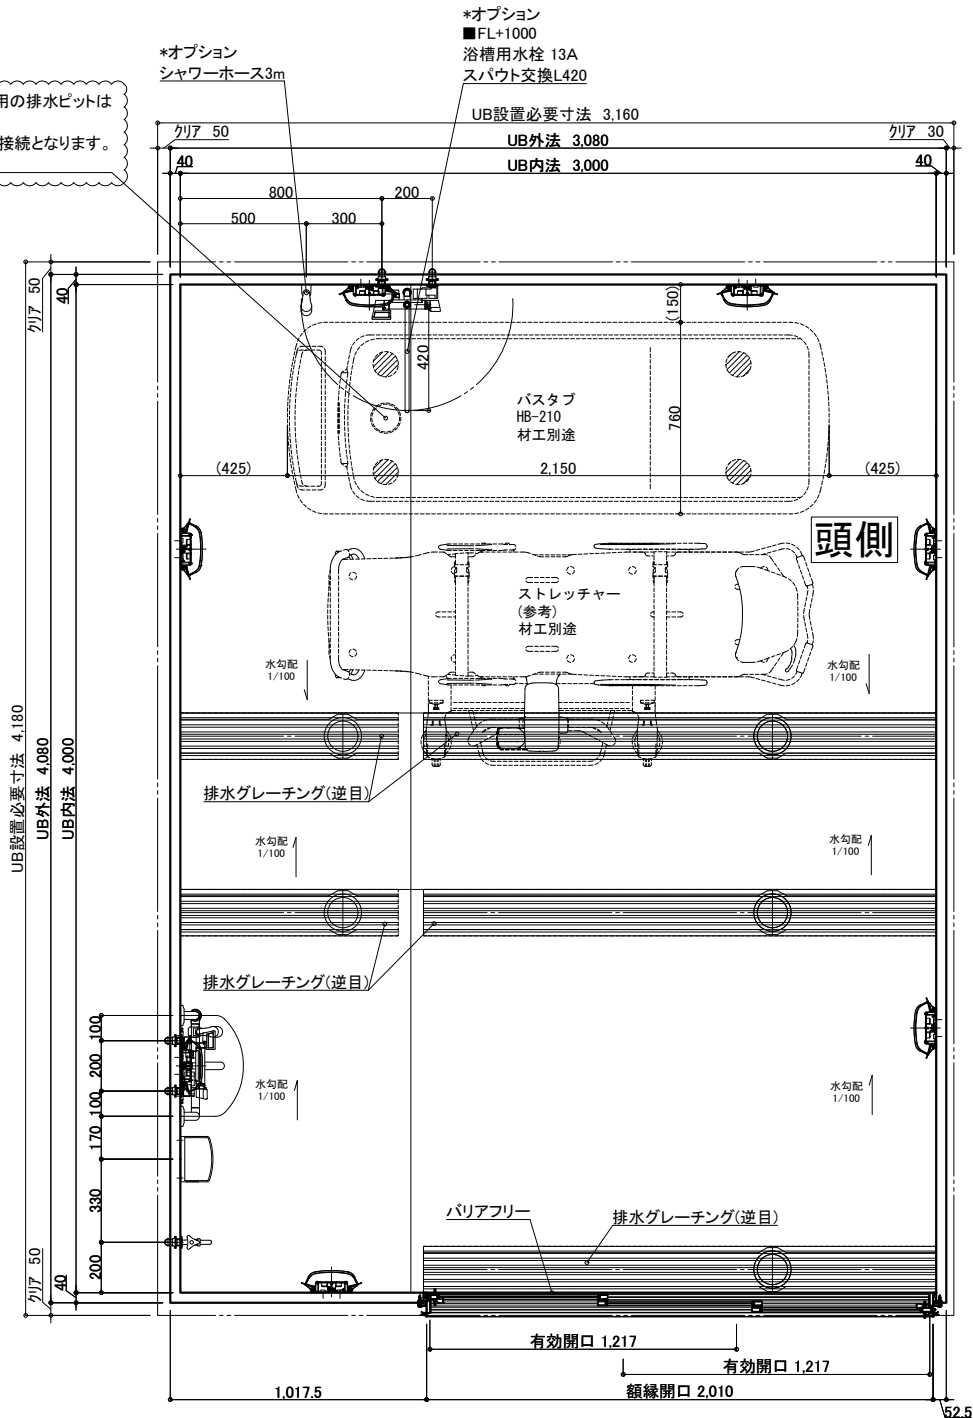 *オプション
■FL+1000
浴槽用水栓 13A
スパウト交換L420
*オプション
シャワーホース3m
用の排水ピットは
接続となります。
UB設置必要寸法 3,160
クリア 50
クリア 30
UB外法 3,080
40
UB内法 3,000
40
800
200
500
300
クリア 50
40
(150)
420
バスタブ
HB-210
材工別途
760
(425)
2,150
(425)
頭側
ストレッチャー
(参考)
材工別途
水勾配
1/100
水勾配
1/100
UB設置必要寸法 4,180
UB外法 4,080
UB内法 4,000
排水グレーチング(逆目)
水勾配
1/100
水勾配
1/100
排水グレーチング(逆目)
100
200
100
170
330
200
水勾配
1/100
水勾配
1/100
バリアフリー
排水グレーチング(逆目)
クリア 50
40
有効開口 1,217
有効開口 1,217
1,017.5
額縁開口 2,010
52.5